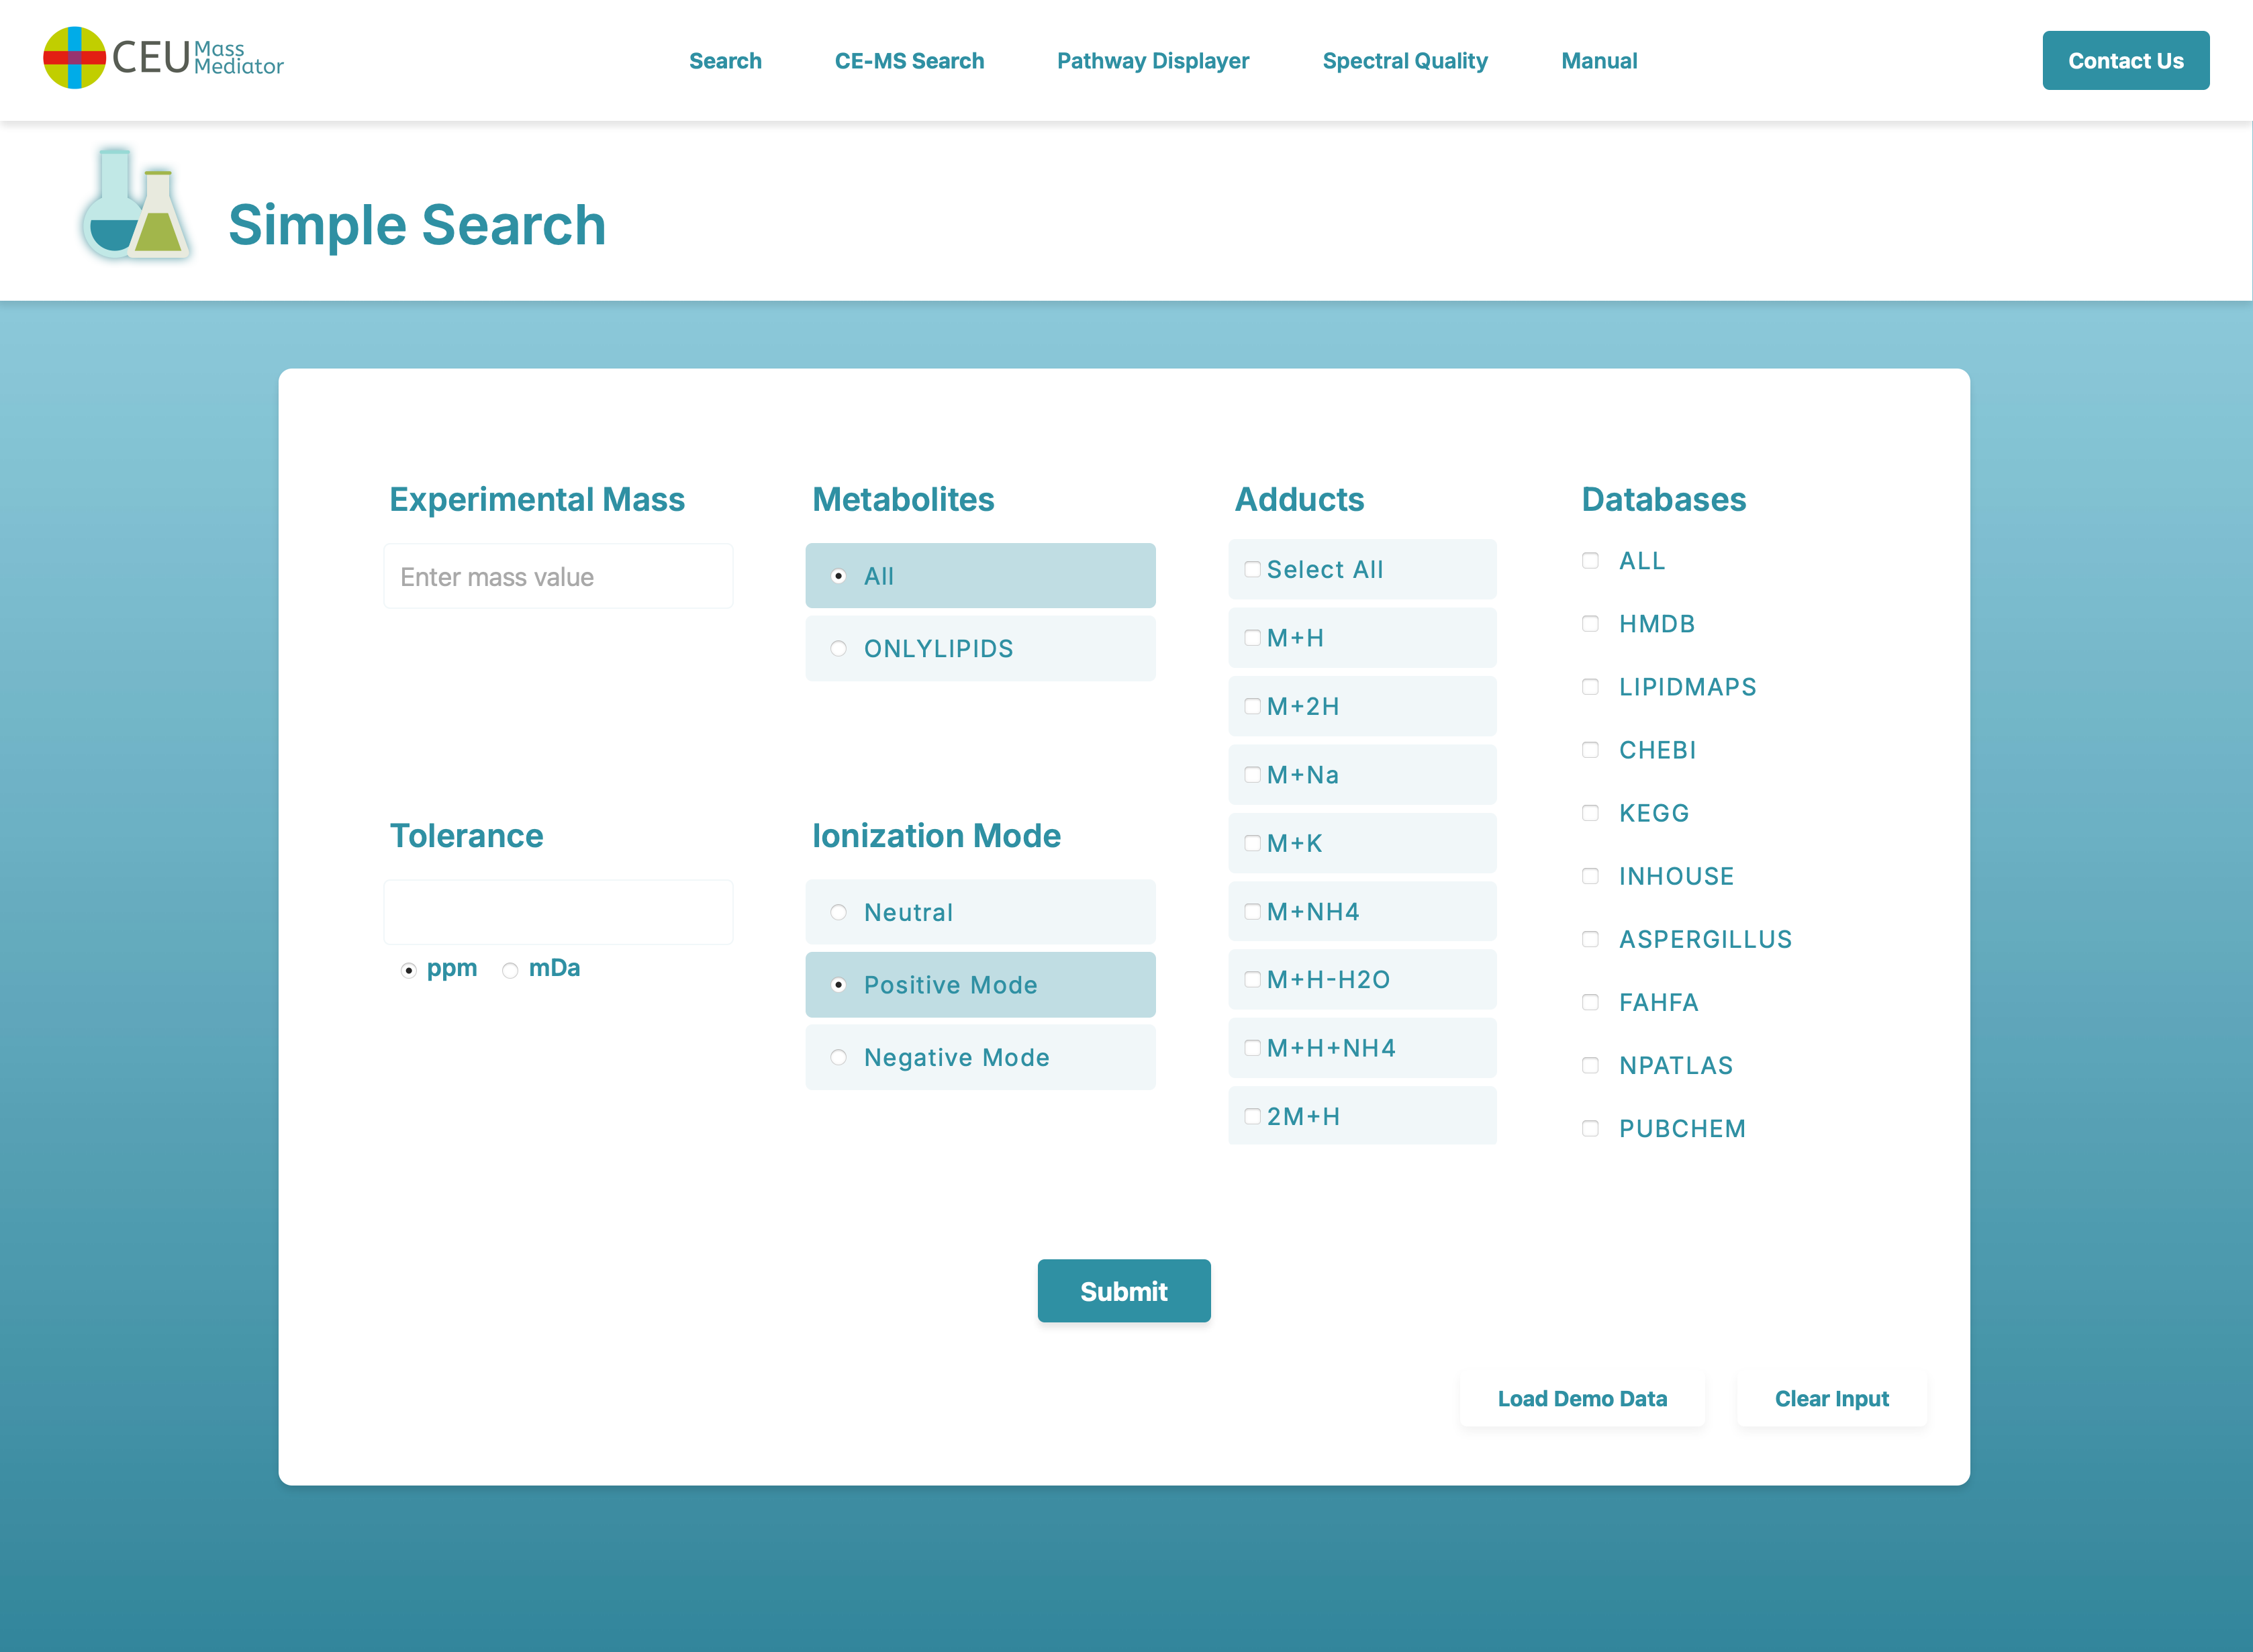 CEU Mass Mediator
Search
CE-MS Search
Pathway Displayer
Spectral Quality
Manual
Contact Us
Simple Search
Experimental Mass
Enter mass value
Tolerance
ppm
mDa
Metabolites
All
ONLYLIPIDS
Ionization Mode
Neutral
Positive Mode
Negative Mode
Adducts
Select All
M+H
M+2H
M+Na
M+K
M+NH4
M+H-H2O
M+H+NH4
2M+H
Databases
ALL
HMDB
LIPIDMAPS
CHEBI
KEGG
INHOUSE
ASPERGILLUS
FAHFA
NPATLAS
PUBCHEM
Submit
Load Demo Data
Clear Input